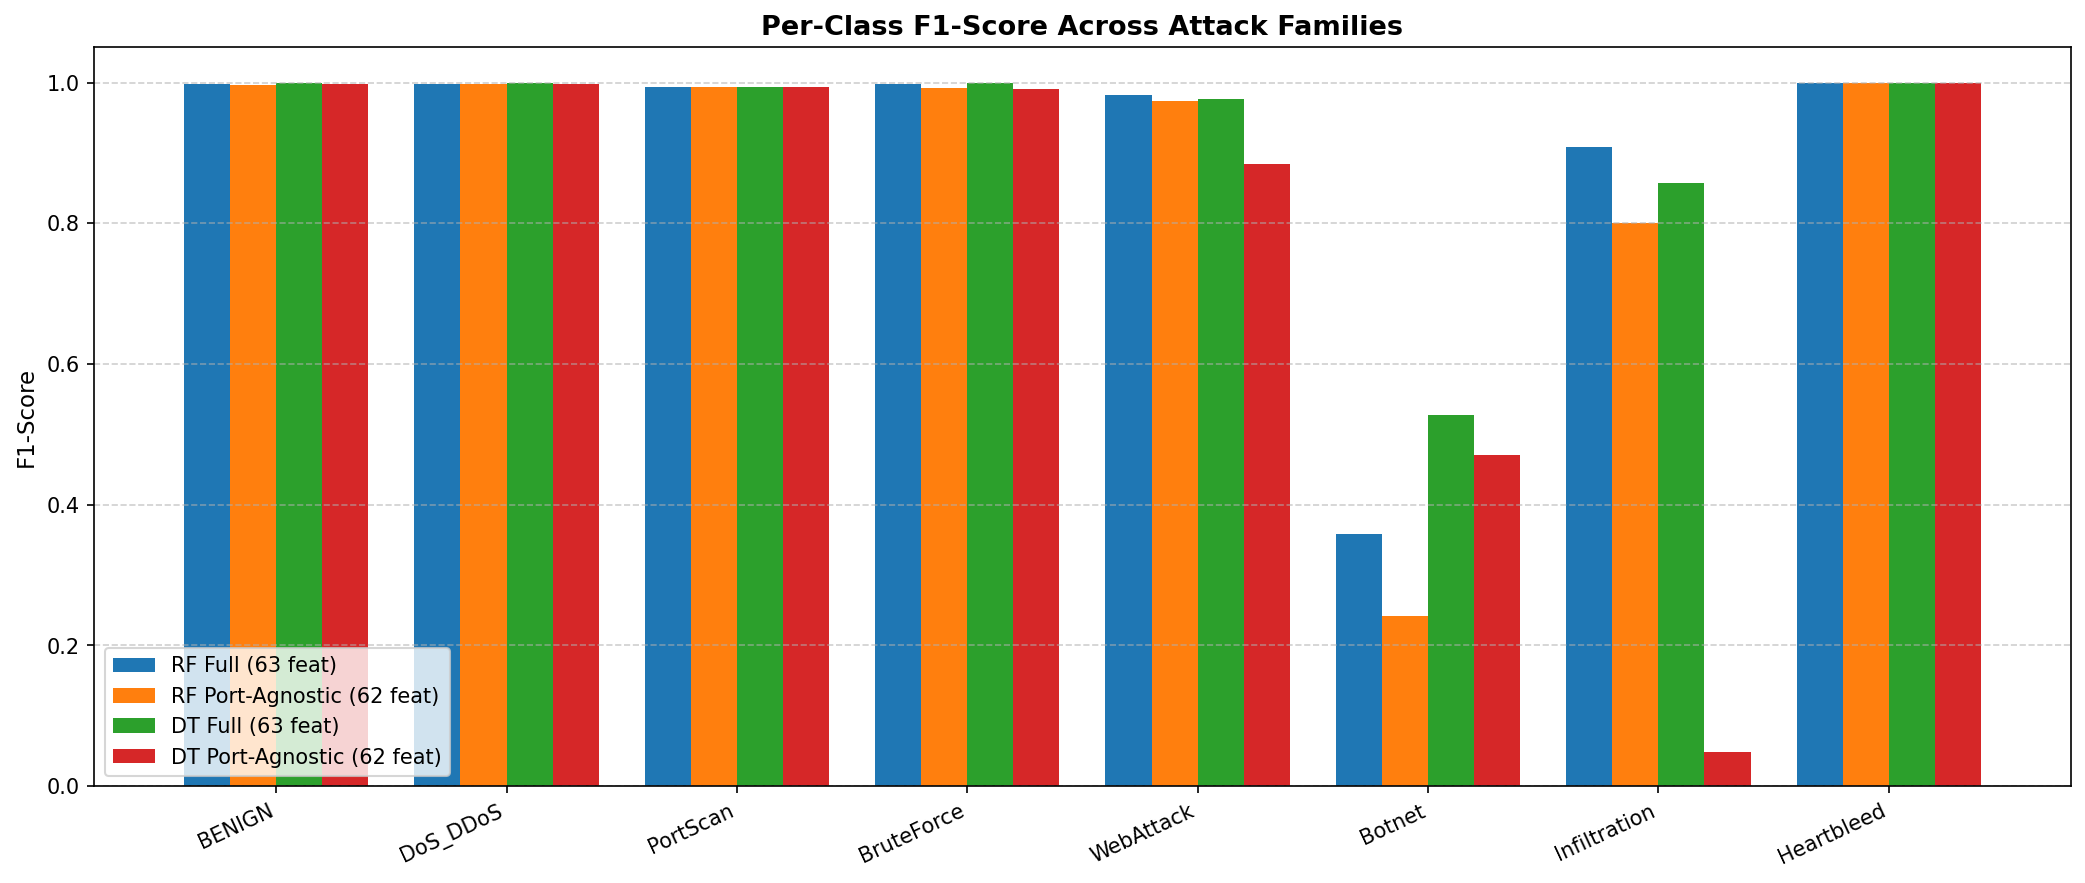 Per-Class F1-Score Across Attack Families
F1-Score
1.0
0.8
0.6
0.4
0.2
0.0
RF Full (63 feat)
RF Port-Agnostic (62 feat)
DT Full (63 feat)
DT Port-Agnostic (62 feat)
BENIGN
DoS_DDoS
PortScan
BruteForce
WebAttack
Botnet
Infiltration
Heartbleed